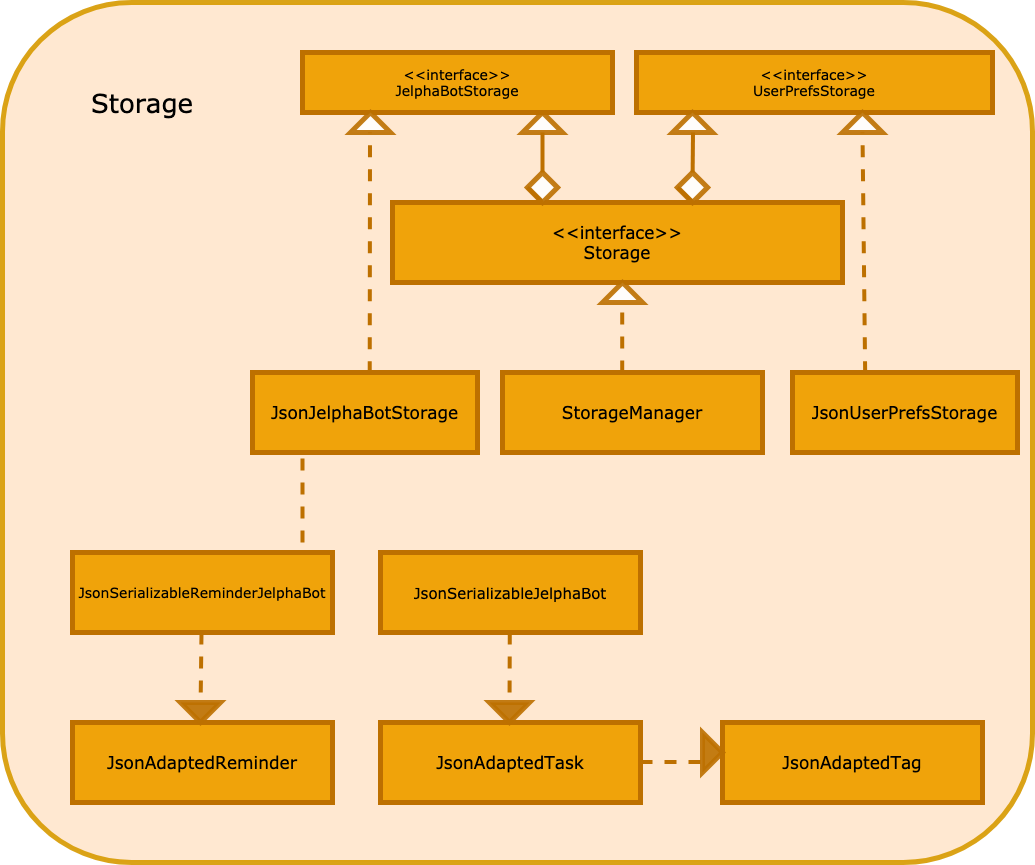 Storage
<<interface>>
JelphaBotStorage
<<interface>>
UserPrefsStorage
<<interface>>
Storage
JsonJelphaBotStorage
StorageManager
JsonUserPrefsStorage
JsonSerializableReminderJelphaBot
JsonSerializableJelphaBot
JsonAdaptedReminder
JsonAdaptedTask
JsonAdaptedTag